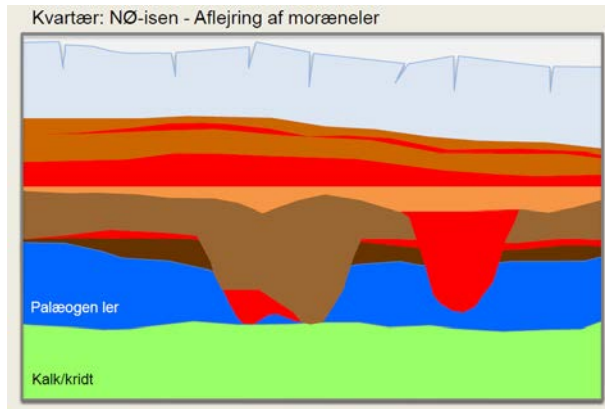 Kvartær: NØ-isen - Aflejring af moræneler
Palæogen ler
Kalk/kridt